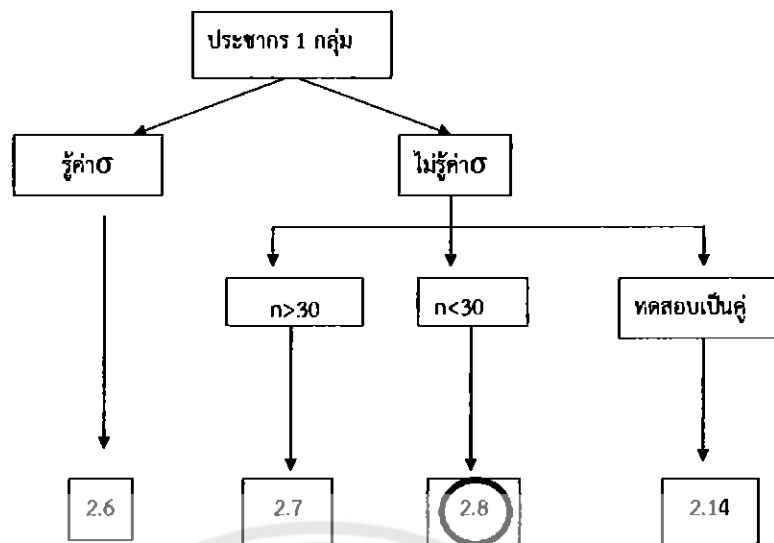 ประชากร 1 กลุ่ม
รู้ค่าσ
ไม่รู้ค่าσ
n>30
n<30
ทดสอบเป็นคู่
2.6
2.7
2.8
2.14